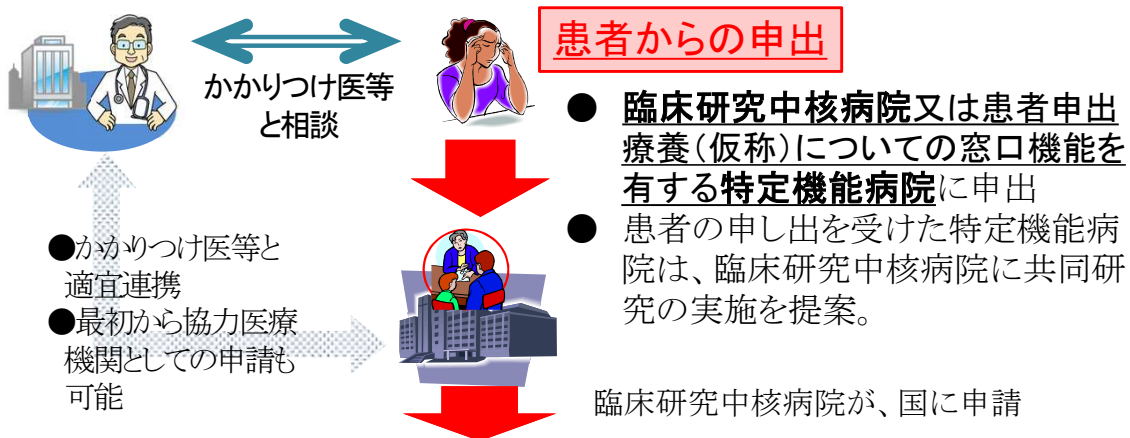 患者からの申出
かかりつけ医等
と相談
● 臨床研究中核病院又は患者申出
療養(仮称)についての窓口機能を
有する特定機能病院に申出
● 患者の申し出を受けた特定機能病
院は、臨床研究中核病院に共同研
究の実施を提案。
●かかりつけ医等と
適宜連携
●最初から協力医療
機関としての申請も
可能
臨床研究中核病院が、国に申請